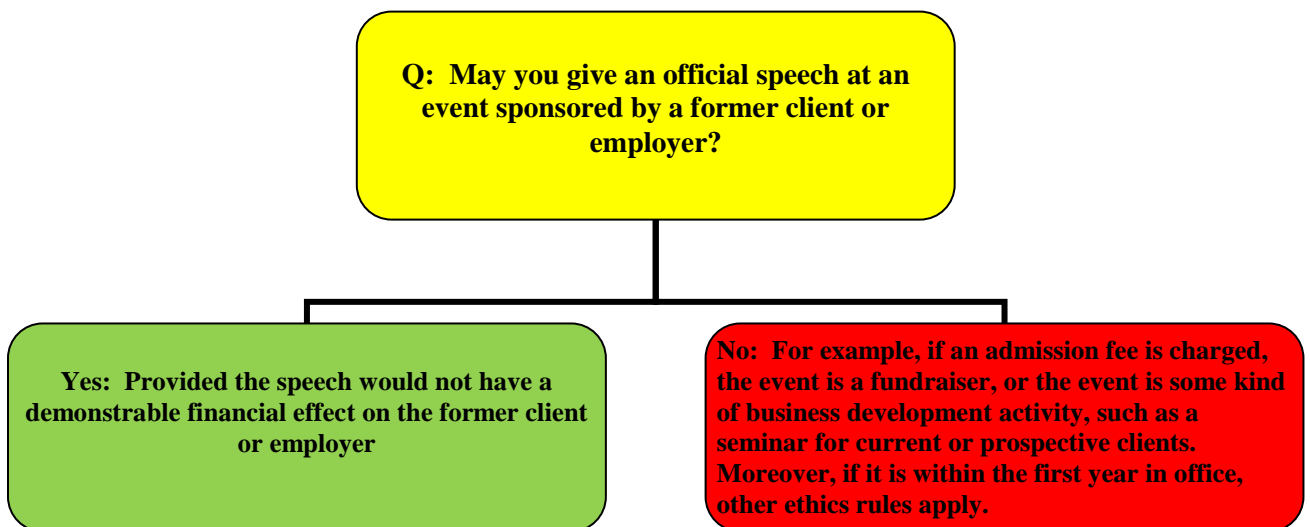 Q: May you give an official speech at an
event sponsored by a former client or
employer?
Yes: Provided the speech would not have a
demonstrable financial effect on the former client
or employer
No: For example, if an admission fee is charged,
the event is a fundraiser, or the event is some kind
of business development activity, such as a
seminar for current or prospective clients.
Moreover, if it is within the first year in office,
other ethics rules apply.